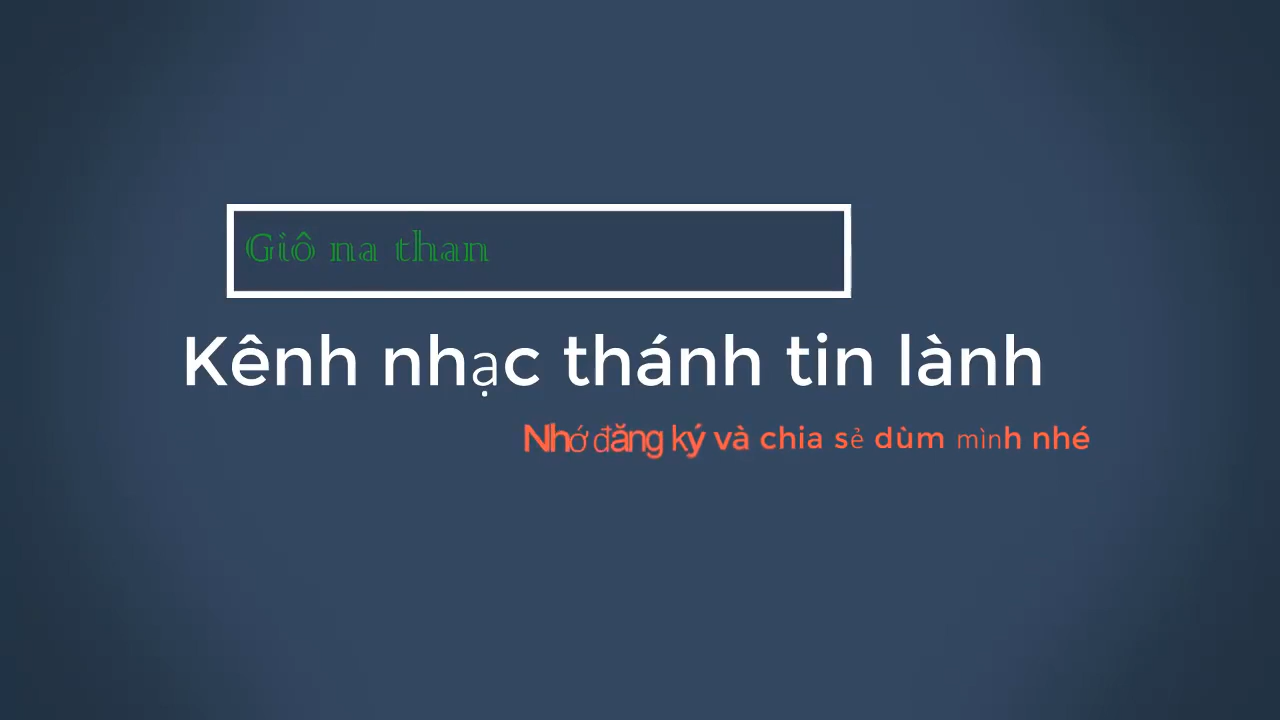 Giô na than
Kênh nhạc thánh tin lành
Nhớ đăng ký và chia sẻ dùm mình nhé